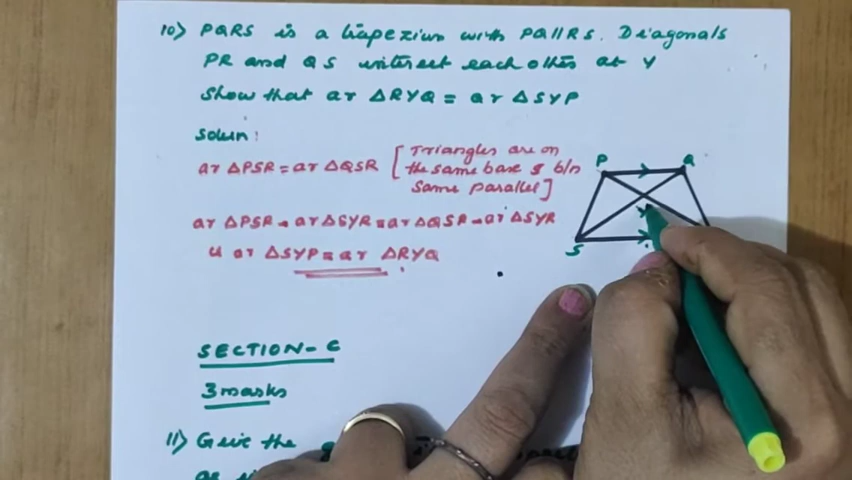 10) PQRS is a trapezium with PQ||RS. Diagonals
PR and QS intersect each other at Y
Show that ar ΔRYQ = ar ΔSYP
Solun:
ar ΔPSR = ar ΔQSR [Triangles are on
the same base & b/n
same parallel]
ar ΔPSR - ar ΔSYR = ar ΔQSR - ar ΔSYR
ar ΔSYP = ar ΔRYQ
P Q
S
SECTION-C
3 marks
11) Give the
as